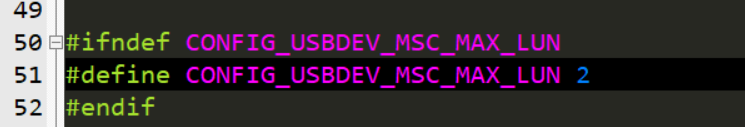 49
50 #ifndef CONFIG_USBDEV_MSC_MAX_LUN
51 #define CONFIG_USBDEV_MSC_MAX_LUN 2
52 #endif